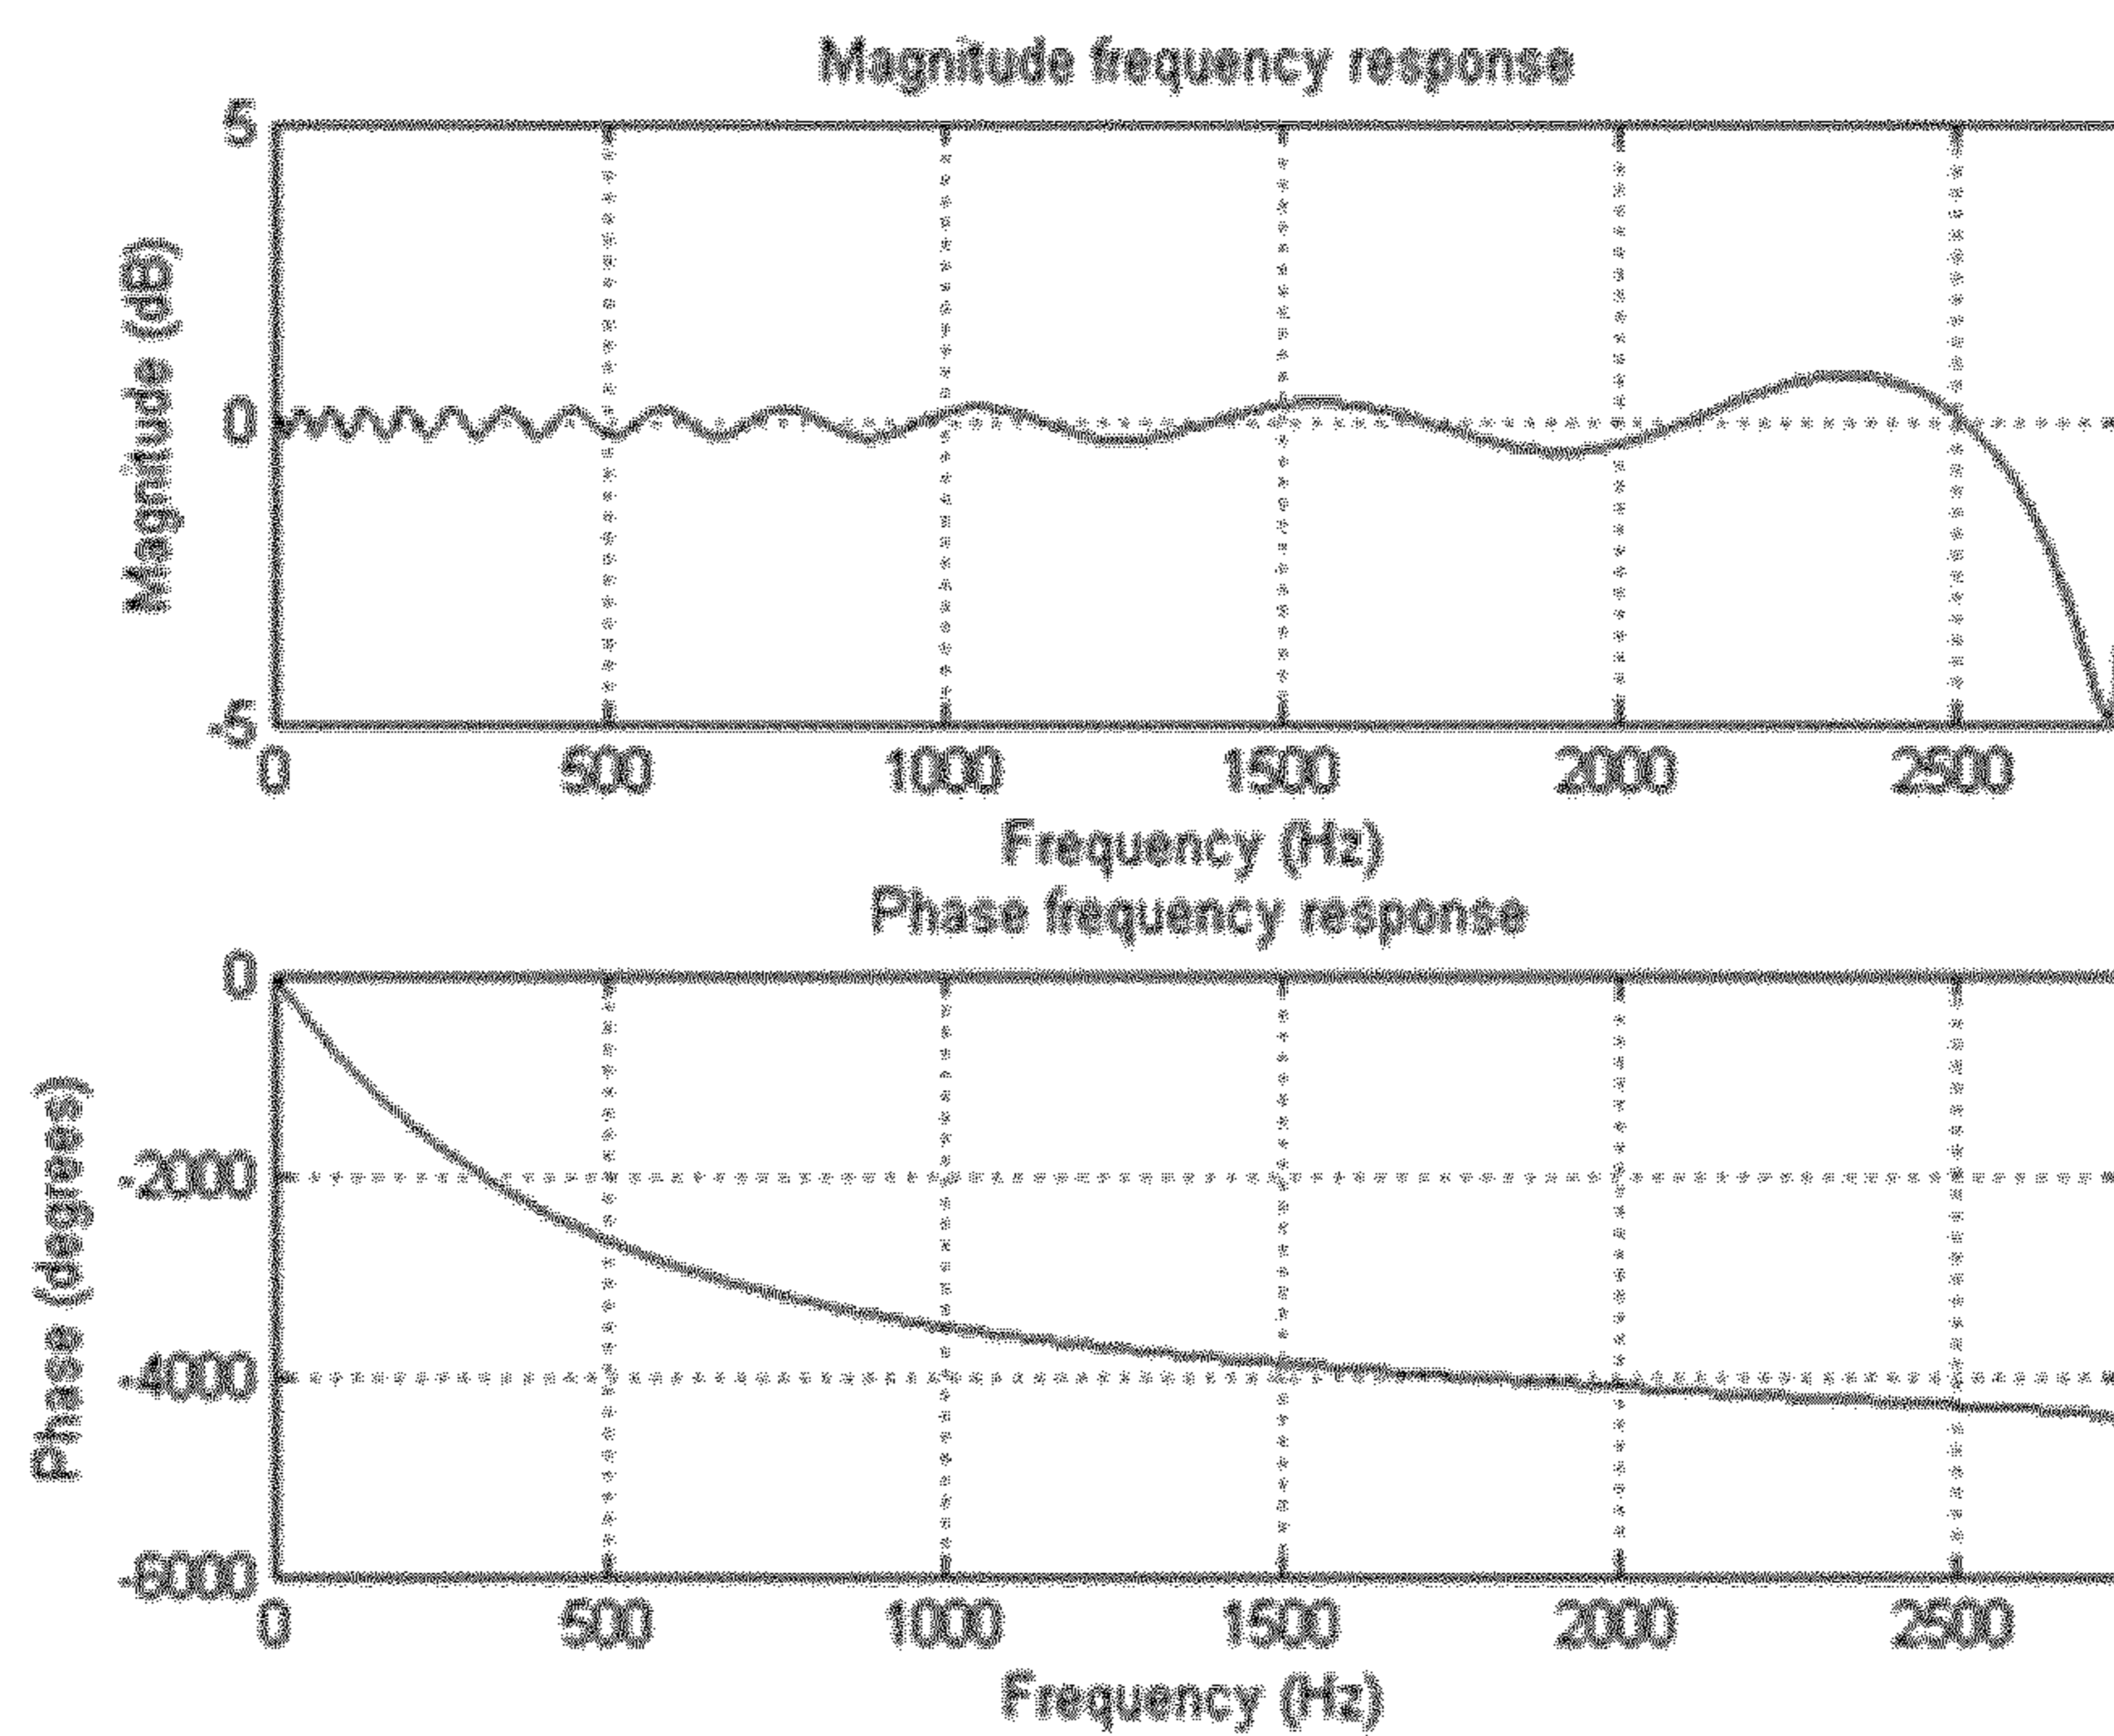 Magnitude frequency response
5
0
-5
Magnitude (dB)
0 500 1000 1500 2000 2500
Frequency (Hz)
Phase frequency response
0
-2000
-4000
-6000
Phase (degrees)
0 500 1000 1500 2000 2500
Frequency (Hz)